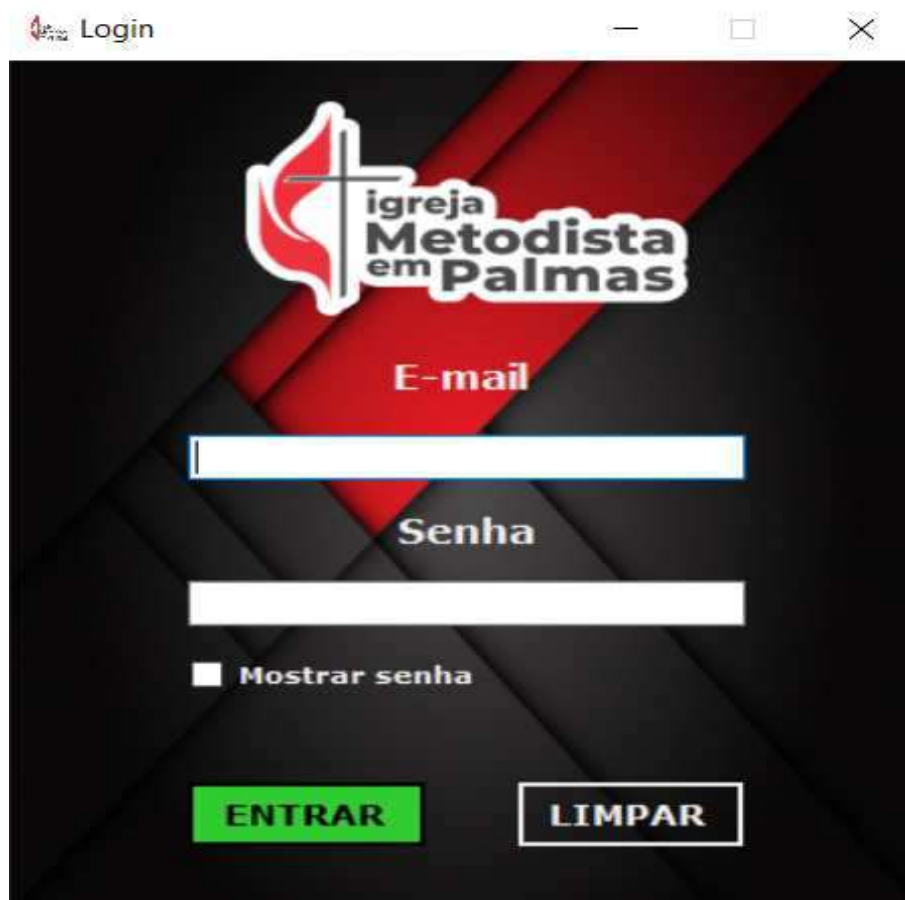 Login
igreja
Metodista
em Palmas
E-mail
Senha
Mostrar senha
ENTRAR
LIMPAR